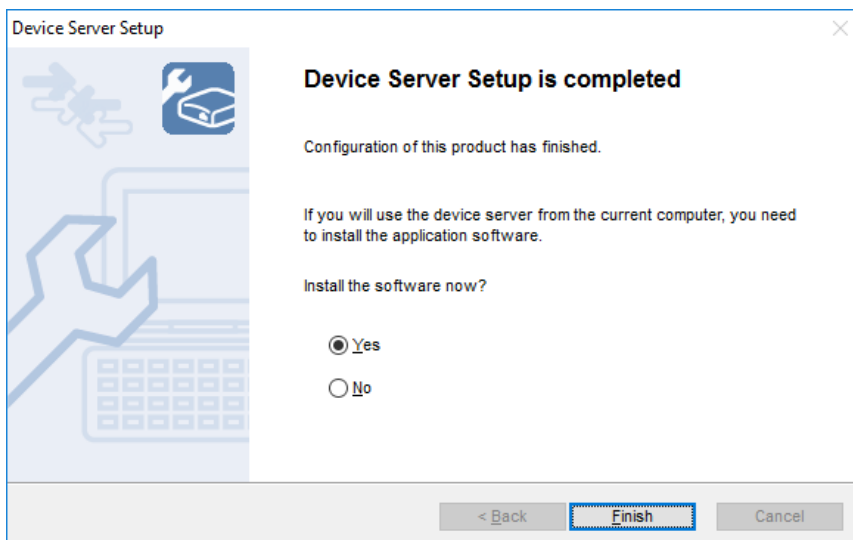 Device Server Setup
Device Server Setup is completed
Configuration of this product has finished.
If you will use the device server from the current computer, you need
to install the application software.
Install the software now?
Yes
No
< Back
Finish
Cancel